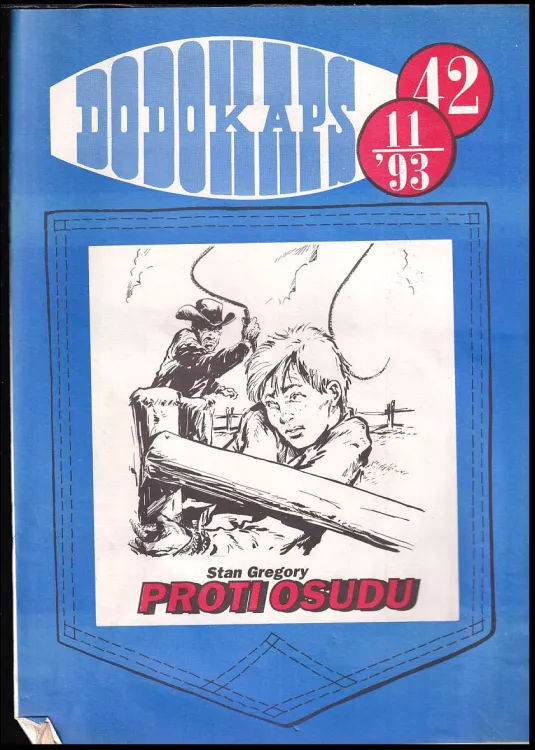 DODOKAPS
42
11
'93
Stan Gregory
PROTI OSUDU